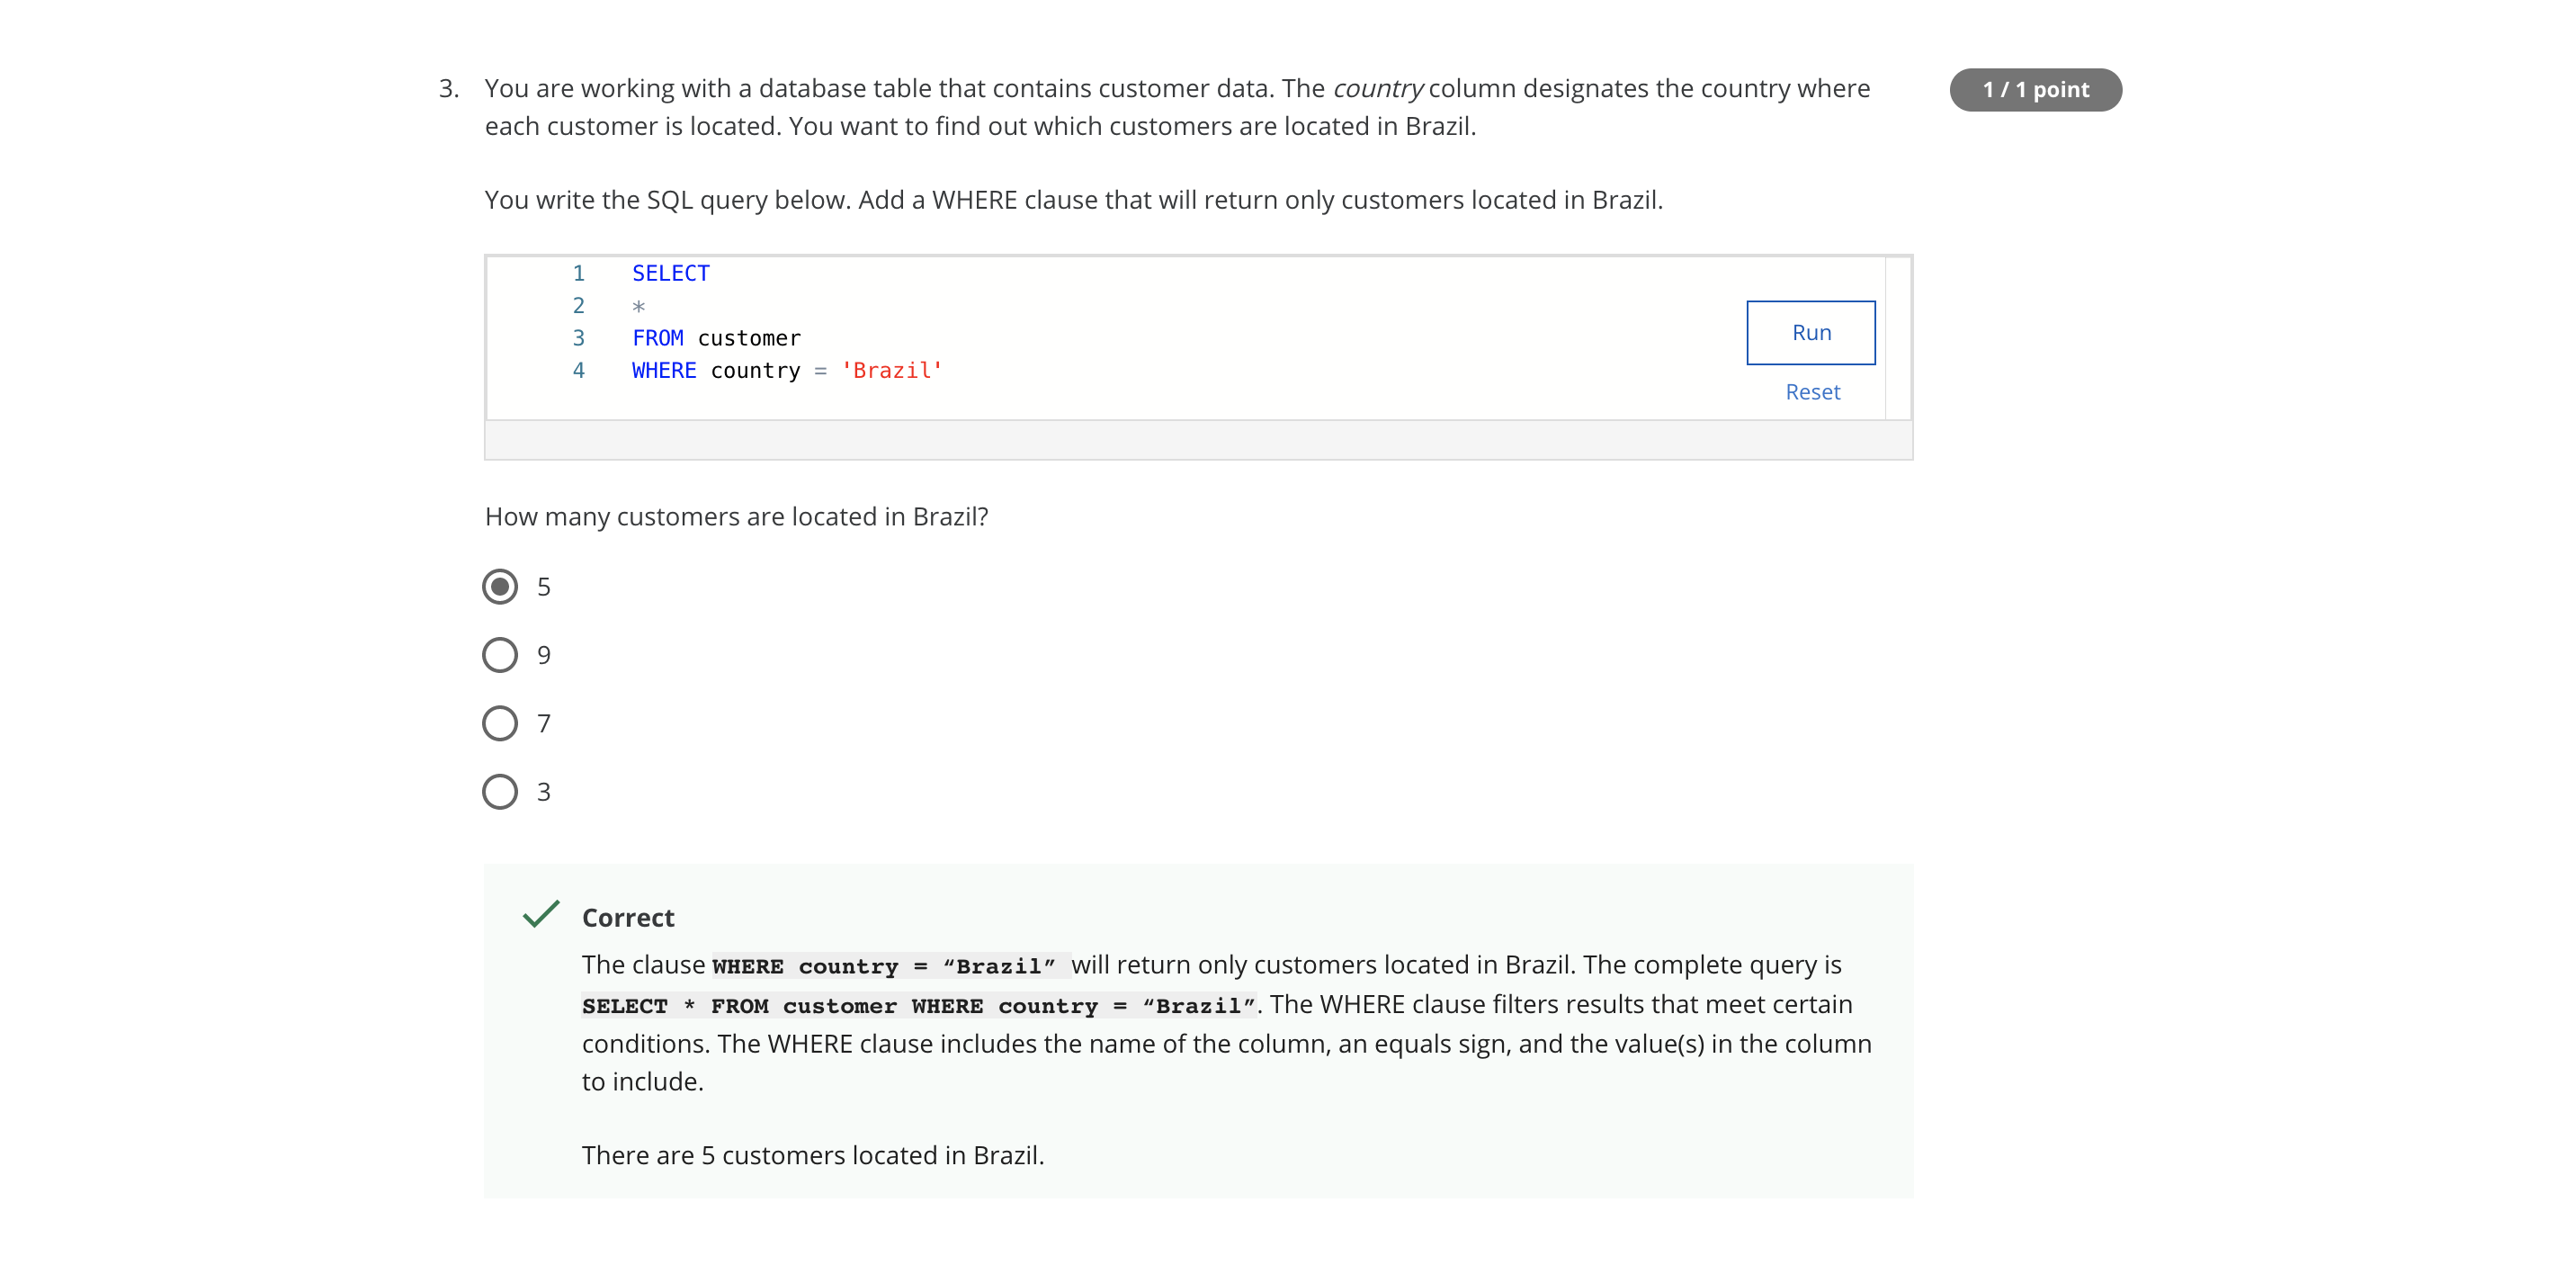 3. You are working with a database table that contains customer data. The country column designates the country where
1 / 1 point
each customer is located. You want to find out which customers are located in Brazil.
You write the SQL query below. Add a WHERE clause that will return only customers located in Brazil.
1 SELECT
2 *
3 FROM customer
4 WHERE country = 'Brazil'
Run
Reset
How many customers are located in Brazil?
5
9
7
3
Correct
The clause WHERE country = “Brazil” will return only customers located in Brazil. The complete query is
SELECT * FROM customer WHERE country = “Brazil”. The WHERE clause filters results that meet certain
conditions. The WHERE clause includes the name of the column, an equals sign, and the value(s) in the column
to include.
There are 5 customers located in Brazil.